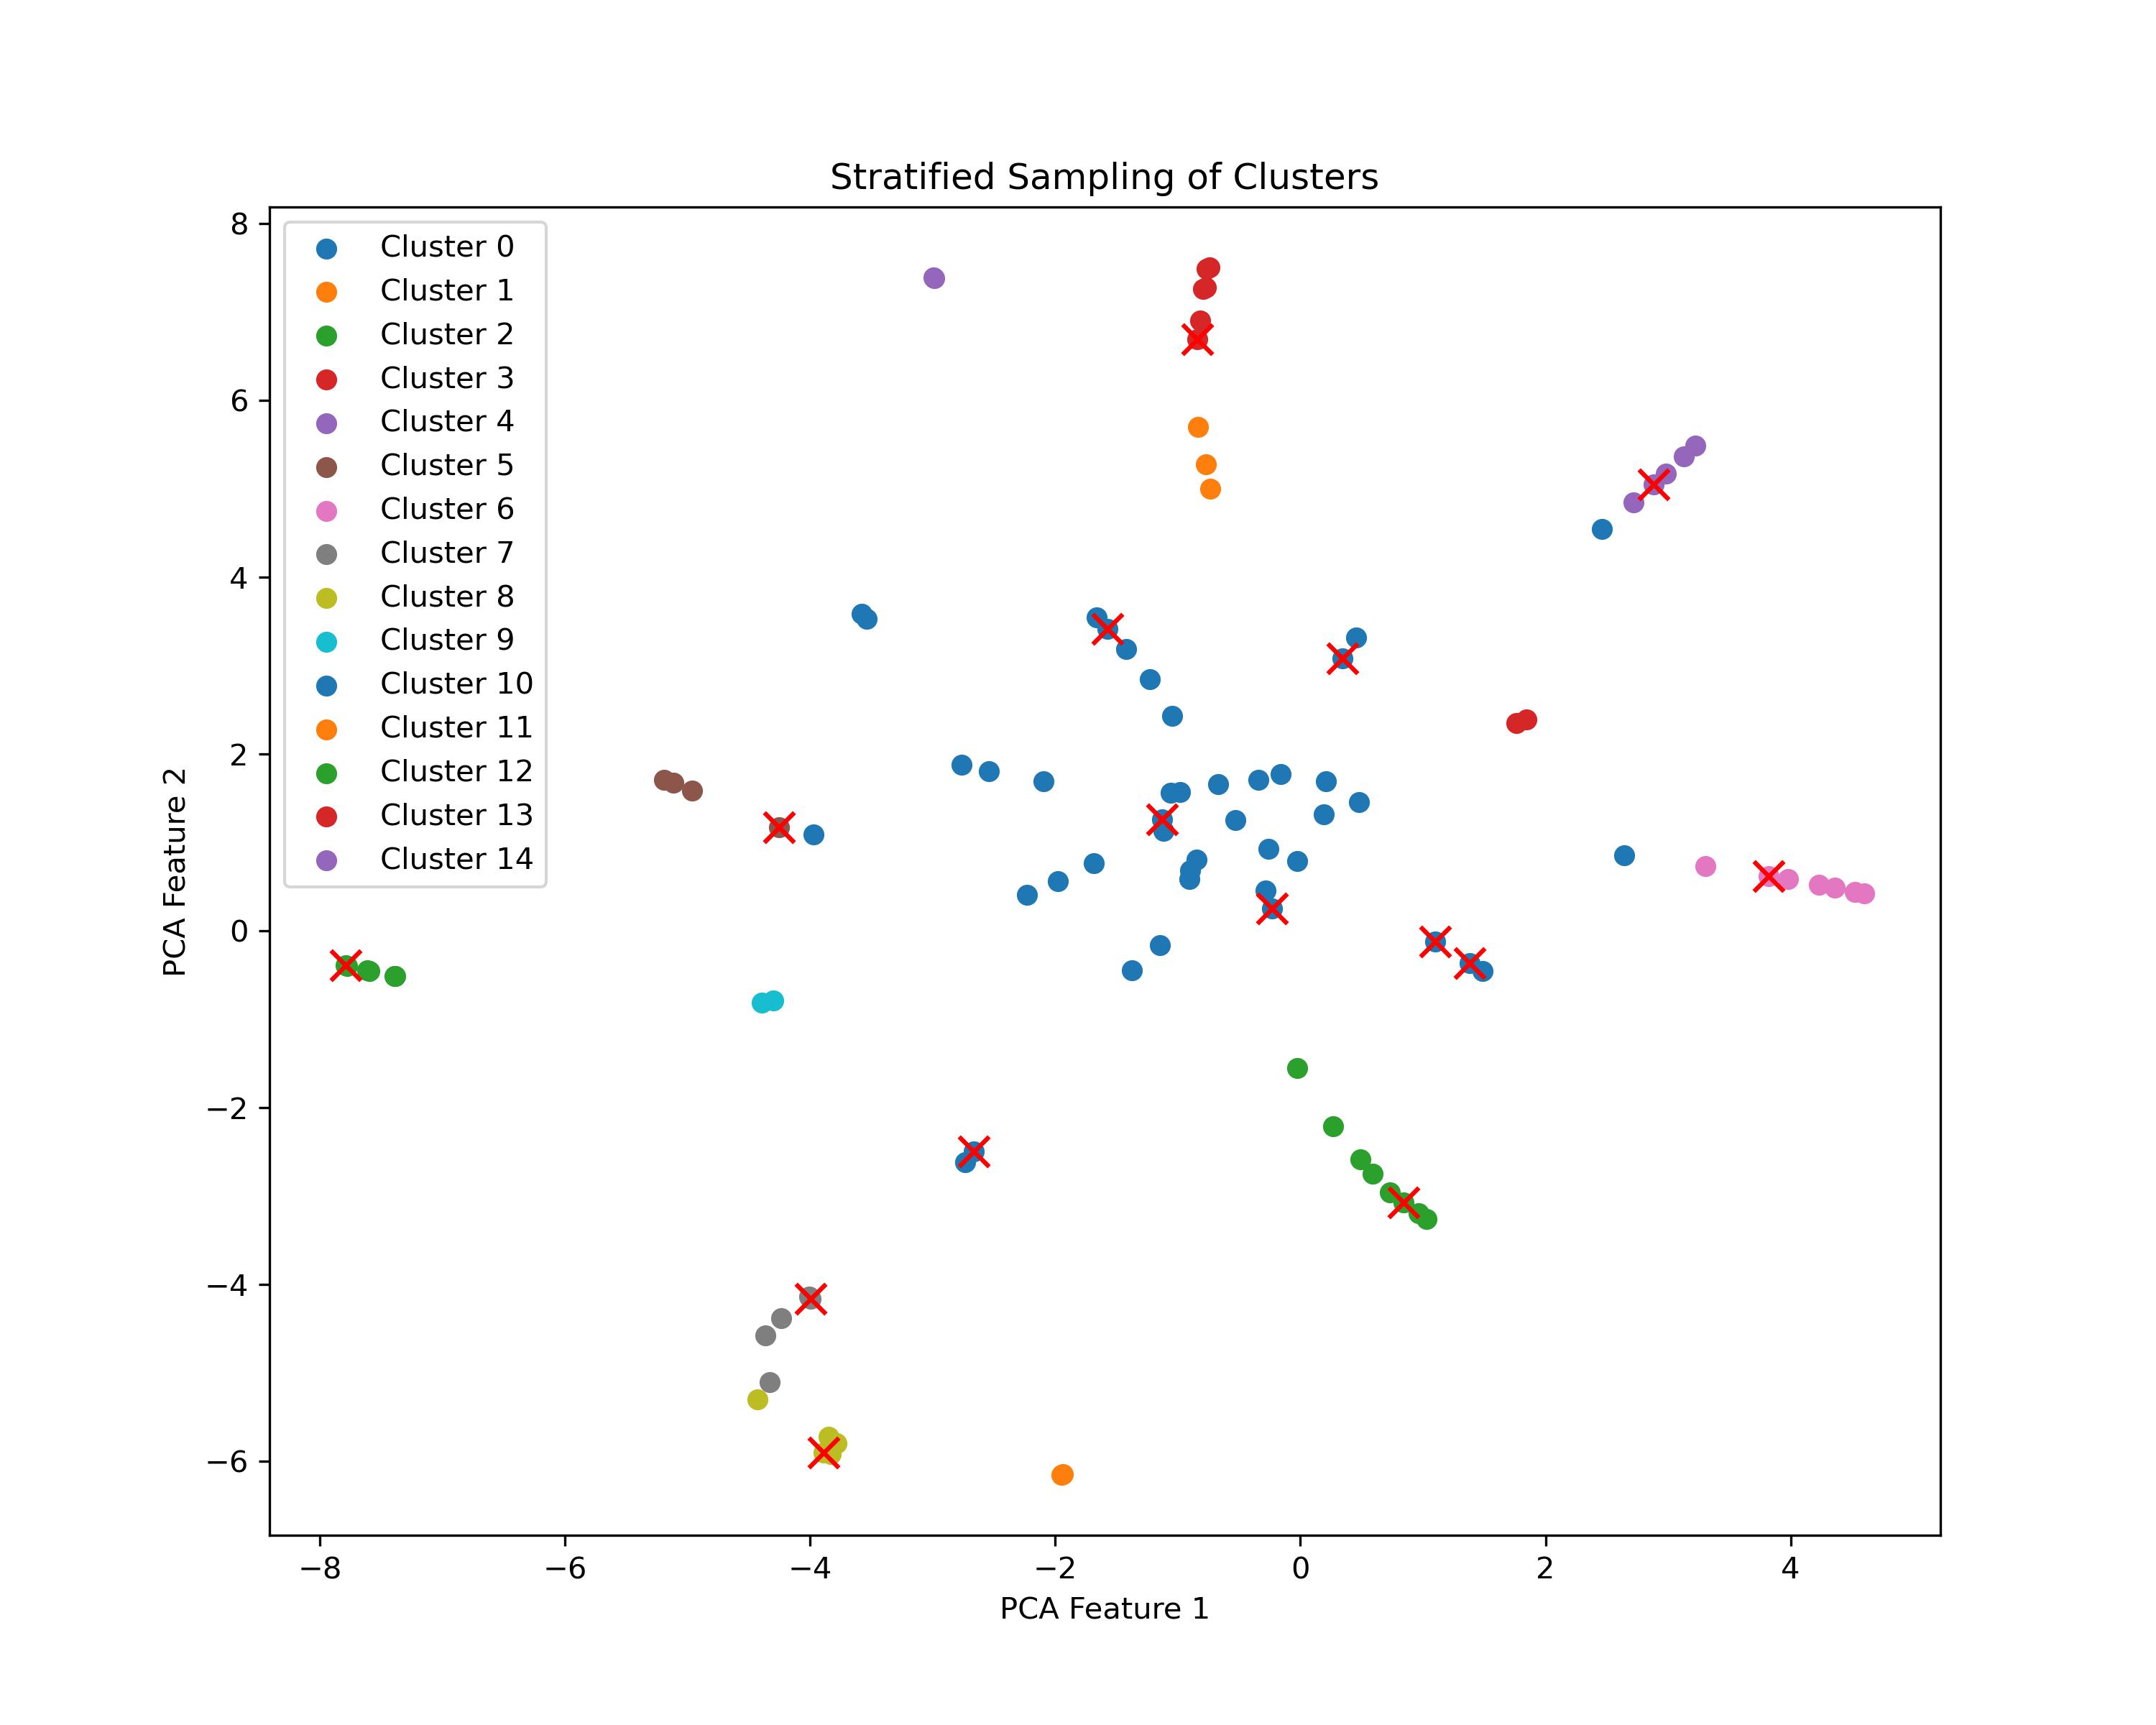 Stratified Sampling of Clusters
8
6
4
2
0
−2
−4
−6
PCA Feature 2
Cluster 0
Cluster 1
Cluster 2
Cluster 3
Cluster 4
Cluster 5
Cluster 6
Cluster 7
Cluster 8
Cluster 9
Cluster 10
Cluster 11
Cluster 12
Cluster 13
Cluster 14
−8 −6 −4 −2 0 2 4
PCA Feature 1